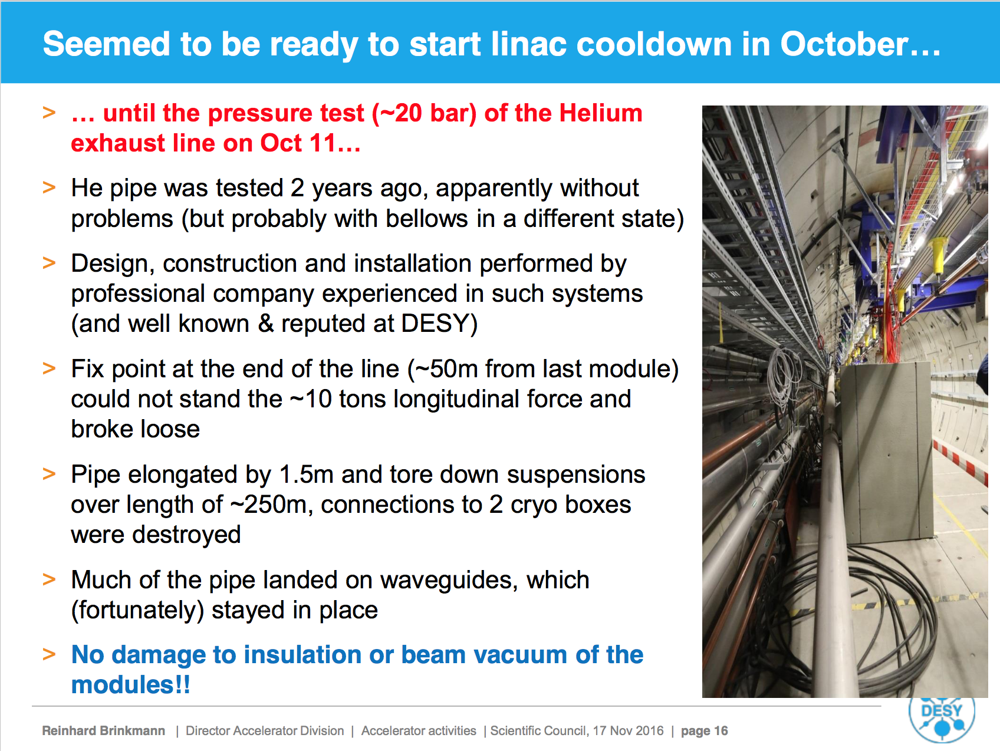 Seemed to be ready to start linac cooldown in October…
> … until the pressure test (~20 bar) of the Helium
exhaust line on Oct 11…
> He pipe was tested 2 years ago, apparently without
problems (but probably with bellows in a different state)
> Design, construction and installation performed by
professional company experienced in such systems
(and well known & reputed at DESY)
> Fix point at the end of the line (~50m from last module)
could not stand the ~10 tons longitudinal force and
broke loose
> Pipe elongated by 1.5m and tore down suspensions
over length of ~250m, connections to 2 cryo boxes
were destroyed
> Much of the pipe landed on waveguides, which
(fortunately) stayed in place
> No damage to insulation or beam vacuum of the
modules!!
Reinhard Brinkmann | Director Accelerator Division | Accelerator activities | Scientific Council, 17 Nov 2016 | page 16
DESY